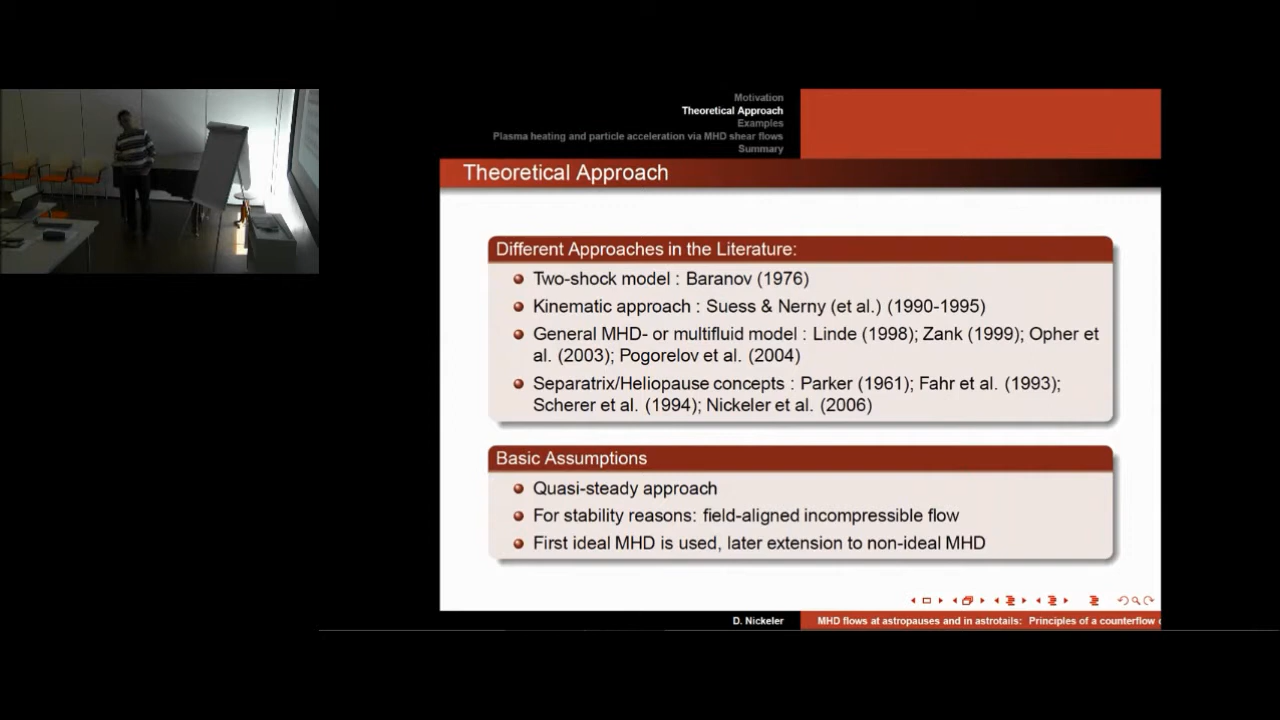 Motivation
Theoretical Approach
Examples
Plasma heating and particle acceleration via MHD shear flows
Summary
Theoretical Approach
Different Approaches in the Literature:
Two-shock model : Baranov (1976)
Kinematic approach : Suess & Nerny (et al.) (1990-1995)
General MHD- or multifluid model : Linde (1998); Zank (1999); Opher et
al. (2003); Pogorelov et al. (2004)
Separatrix/Heliopause concepts : Parker (1961); Fahr et al. (1993);
Scherer et al. (1994); Nickeler et al. (2006)
Basic Assumptions
Quasi-steady approach
For stability reasons: field-aligned incompressible flow
First ideal MHD is used, later extension to non-ideal MHD
D. Nickeler
MHD flows at astropauses and in astrotails: Principles of a counterflow